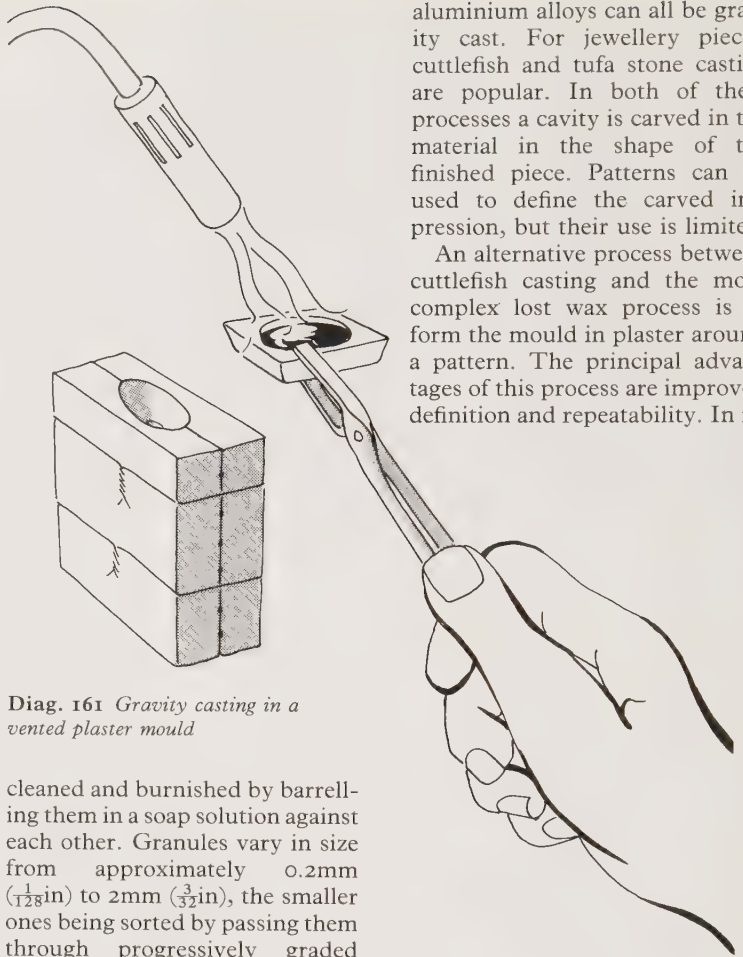 Diag. 161 Gravity casting in a
vented plaster mould
cleaned and burnished by barrell-
ing them in a soap solution against
each other. Granules vary in size
from approximately 0.2mm
(1/128in) to 2mm (3/32in), the smaller
ones being sorted by passing them
through progressively graded
aluminium alloys can all be gra
ity cast. For jewellery piec
cuttlefish and tufa stone casti
are popular. In both of the
processes a cavity is carved in t
material in the shape of t
finished piece. Patterns can
used to define the carved
pression, but their use is limite
An alternative process betwe
cuttlefish casting and the mo
complex lost wax process is
form the mould in plaster arou
a pattern. The principal adva
tages of this process are improv
definition and repeatability. In